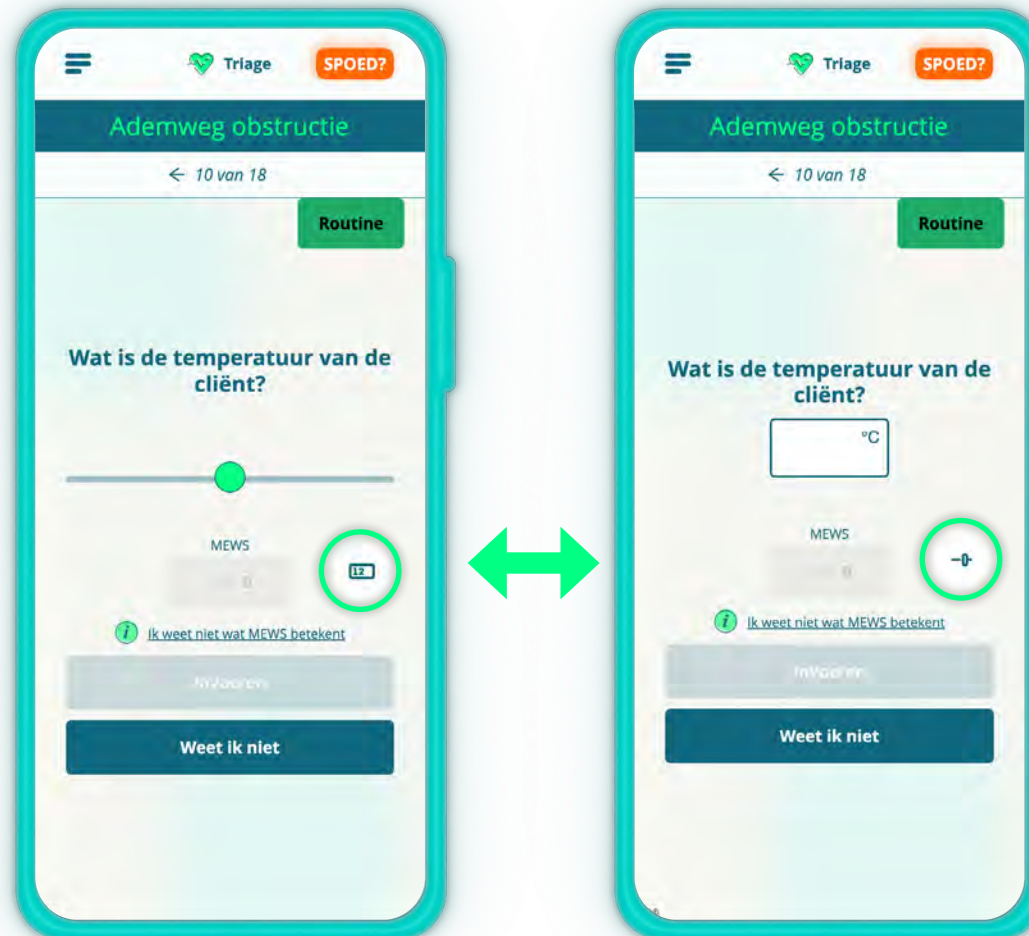 Triage
SPOED?
Ademweg obstructie
← 10 van 18
Routine
Wat is de temperatuur van de
cliënt?
MEWS
0
12
i Ik weet niet wat MEWS betekent
Invoeren
Weet ik niet
Triage
SPOED?
Ademweg obstructie
← 10 van 18
Routine
Wat is de temperatuur van de
cliënt?
°C
MEWS
0
i Ik weet niet wat MEWS betekent
Invoeren
Weet ik niet